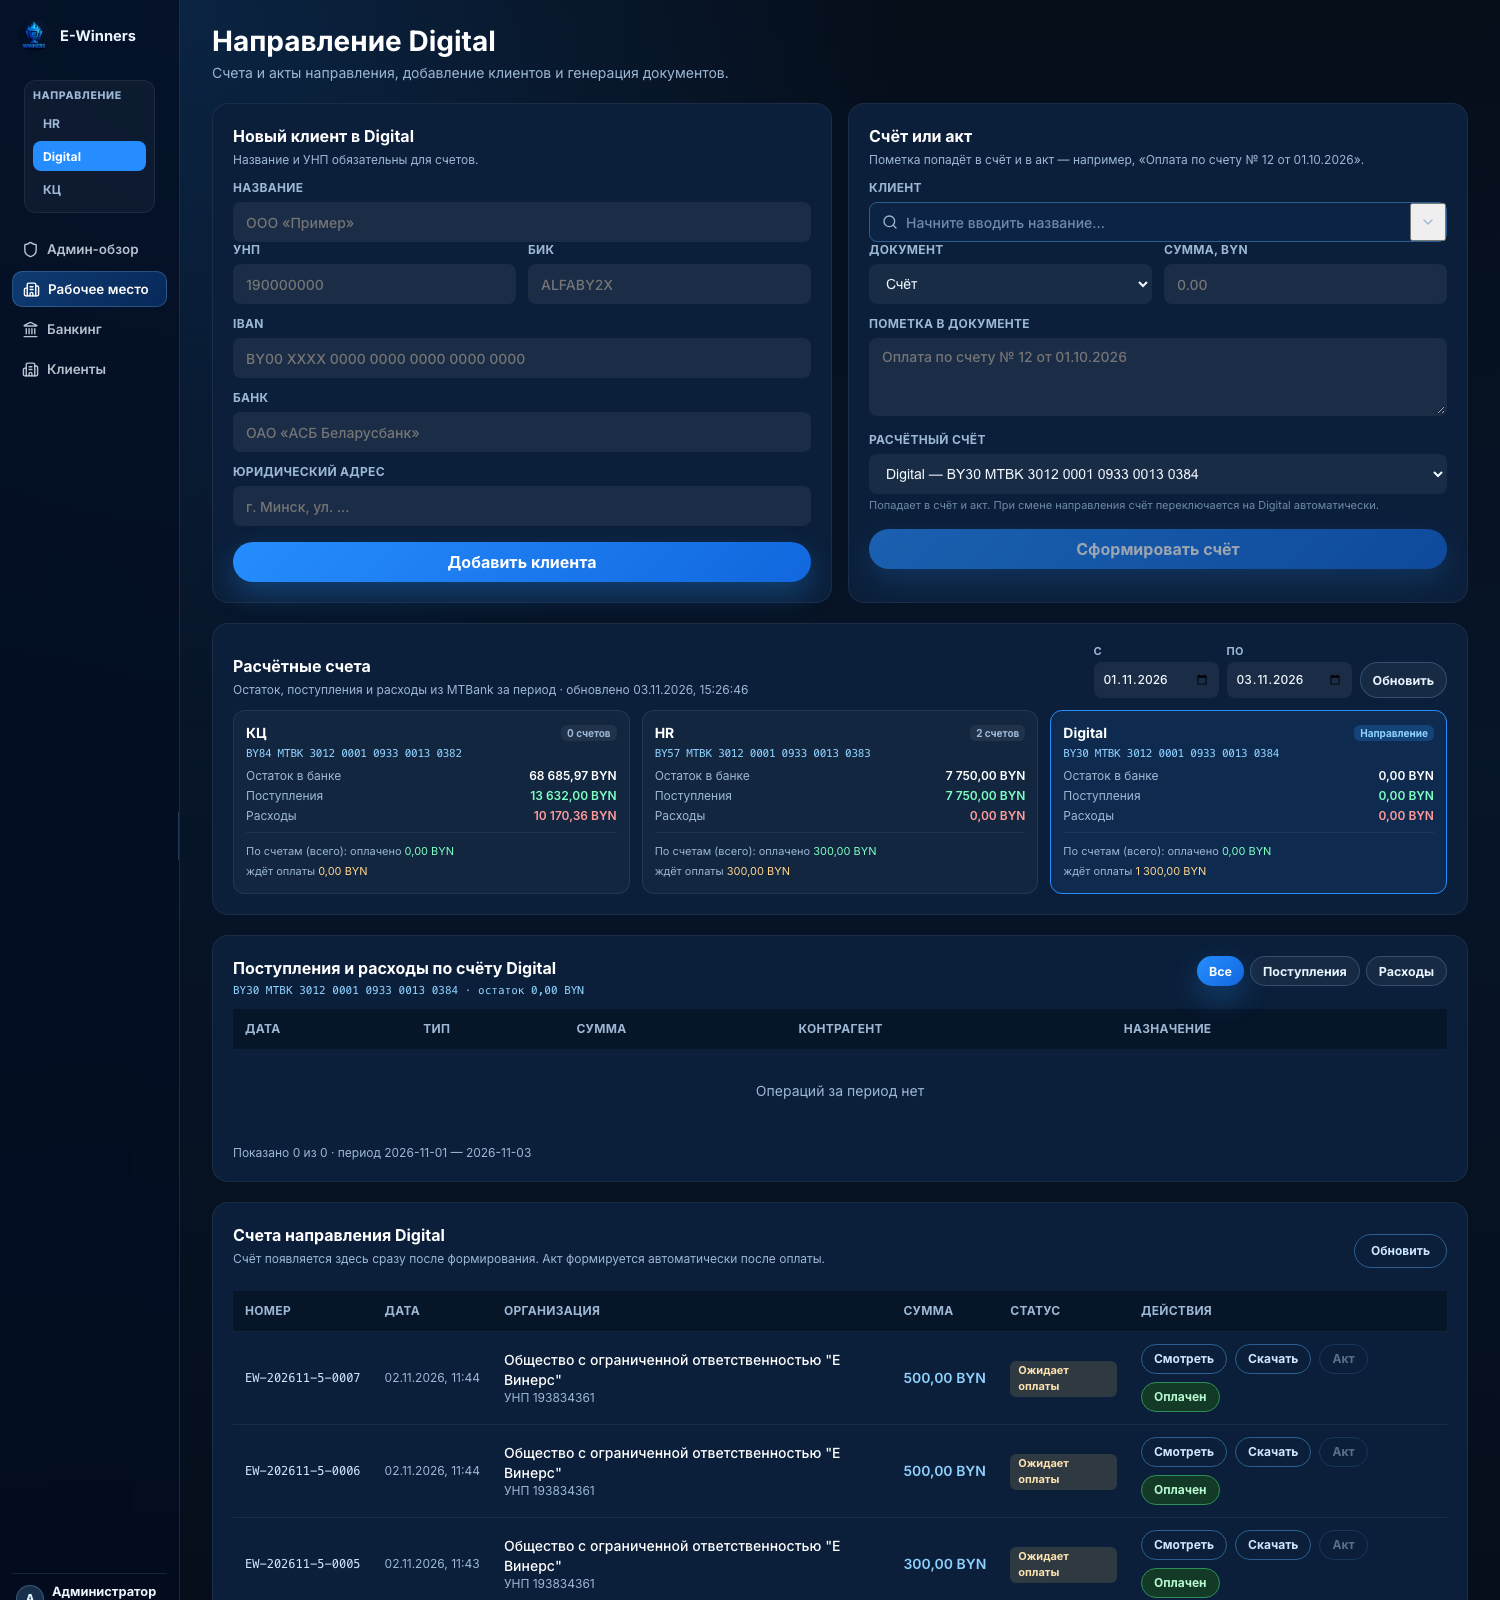 E-Winners
НАПРАВЛЕНИЕ
HR
Digital
КЦ
Админ-обзор
Рабочее место
Банкинг
Клиенты
А
Администратор
Направление Digital
Счета и акты направления, добавление клиентов и генерация документов.
Новый клиент в Digital
Название и УНП обязательны для счетов.
НАЗВАНИЕ
ООО «Пример»
УНП
БИК
190000000
ALFABY2X
IBAN
BY00 XXXX 0000 0000 0000 0000 0000
БАНК
ОАО «АСБ Беларусбанк»
ЮРИДИЧЕСКИЙ АДРЕС
г. Минск, ул. ...
Добавить клиента
Счёт или акт
Пометка попадёт в счёт и в акт — например, «Оплата по счету № 12 от 01.10.2026».
КЛИЕНТ
Начните вводить название...
ДОКУМЕНТ
СУММА, BYN
Счёт
0.00
ПОМЕТКА В ДОКУМЕНТЕ
Оплата по счету № 12 от 01.10.2026
РАСЧЁТНЫЙ СЧЁТ
Digital — BY30 MTBK 3012 0001 0933 0013 0384
Попадает в счёт и акт. При смене направления счёт переключается на Digital автоматически.
Сформировать счёт
Расчётные счета
Остаток, поступления и расходы из MTBank за период · обновлено 03.11.2026, 15:26:46
С
ПО
01.11.2026
03.11.2026
Обновить
КЦ
0 счетов
BY84 MTBK 3012 0001 0933 0013 0382
Остаток в банке 68 685,97 BYN
Поступления 13 632,00 BYN
Расходы 10 170,36 BYN
По счетам (всего): оплачено 0,00 BYN
ждёт оплаты 0,00 BYN
HR
2 счетов
BY57 MTBK 3012 0001 0933 0013 0383
Остаток в банке 7 750,00 BYN
Поступления 7 750,00 BYN
Расходы 0,00 BYN
По счетам (всего): оплачено 300,00 BYN
ждёт оплаты 300,00 BYN
Digital
Направление
BY30 MTBK 3012 0001 0933 0013 0384
Остаток в банке 0,00 BYN
Поступления 0,00 BYN
Расходы 0,00 BYN
По счетам (всего): оплачено 0,00 BYN
ждёт оплаты 1 300,00 BYN
Поступления и расходы по счёту Digital
BY30 MTBK 3012 0001 0933 0013 0384 · остаток 0,00 BYN
Все
Поступления
Расходы
ДАТА ТИП СУММА КОНТРАГЕНТ НАЗНАЧЕНИЕ
Операций за период нет
Показано 0 из 0 · период 2026-11-01 — 2026-11-03
Счета направления Digital
Счёт появляется здесь сразу после формирования. Акт формируется автоматически после оплаты.
Обновить
НОМЕР ДАТА ОРГАНИЗАЦИЯ СУММА СТАТУС ДЕЙСТВИЯ
EW-202611-5-0007 02.11.2026, 11:44
Общество с ограниченной ответственностью "Е
Винерс"
УНП 193834361
500,00 BYN
Ожидает
оплаты
Смотреть Скачать Акт
Оплачен
EW-202611-5-0006 02.11.2026, 11:44
Общество с ограниченной ответственностью "Е
Винерс"
УНП 193834361
500,00 BYN
Ожидает
оплаты
Смотреть Скачать Акт
Оплачен
EW-202611-5-0005 02.11.2026, 11:43
Общество с ограниченной ответственностью "Е
Винерс"
УНП 193834361
300,00 BYN
Ожидает
оплаты
Смотреть Скачать Акт
Оплачен